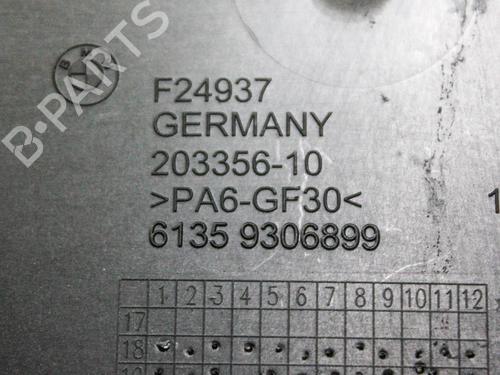 BMW
B-PARTS
F24937
GERMANY
203356-10
>PA6-GF30<
6135 9306899
1 2 3 4 5 6 7 8 9 10 11 12
17
18